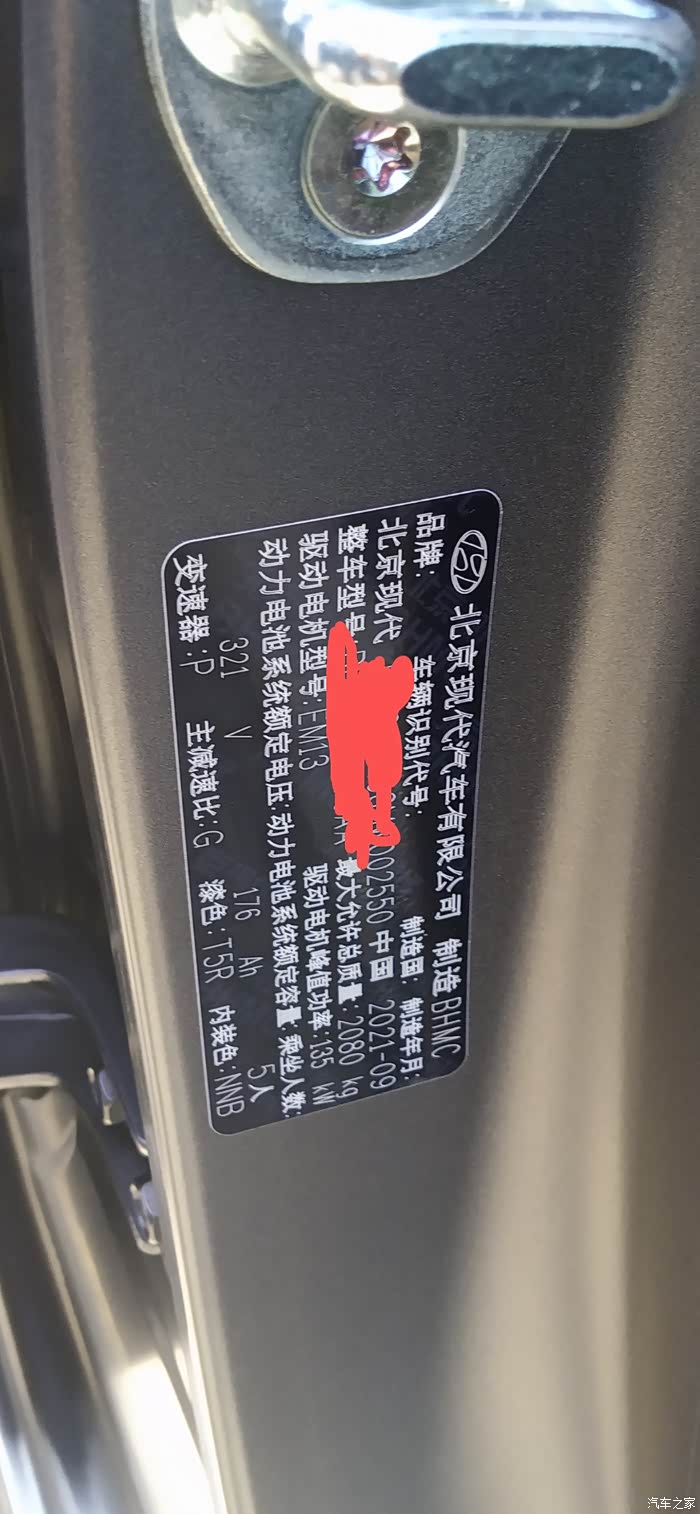 北京现代汽车有限公司 制造 BHMC
品牌: 车辆识别代号: 制造国: 制造年月:
北京现代 02550 中国 2021-09
整车型号: 最大允许总质量: 2080 kg
驱动电机型号: EM13 驱动电机峰值功率: 135 kW
动力电池系统额定电压: 动力电池系统额定容量: 乘坐人数:
321 V 176 Ah 5人
变速器: P 主减速比: G 漆色: T5R 内装色: NNB
汽车之家